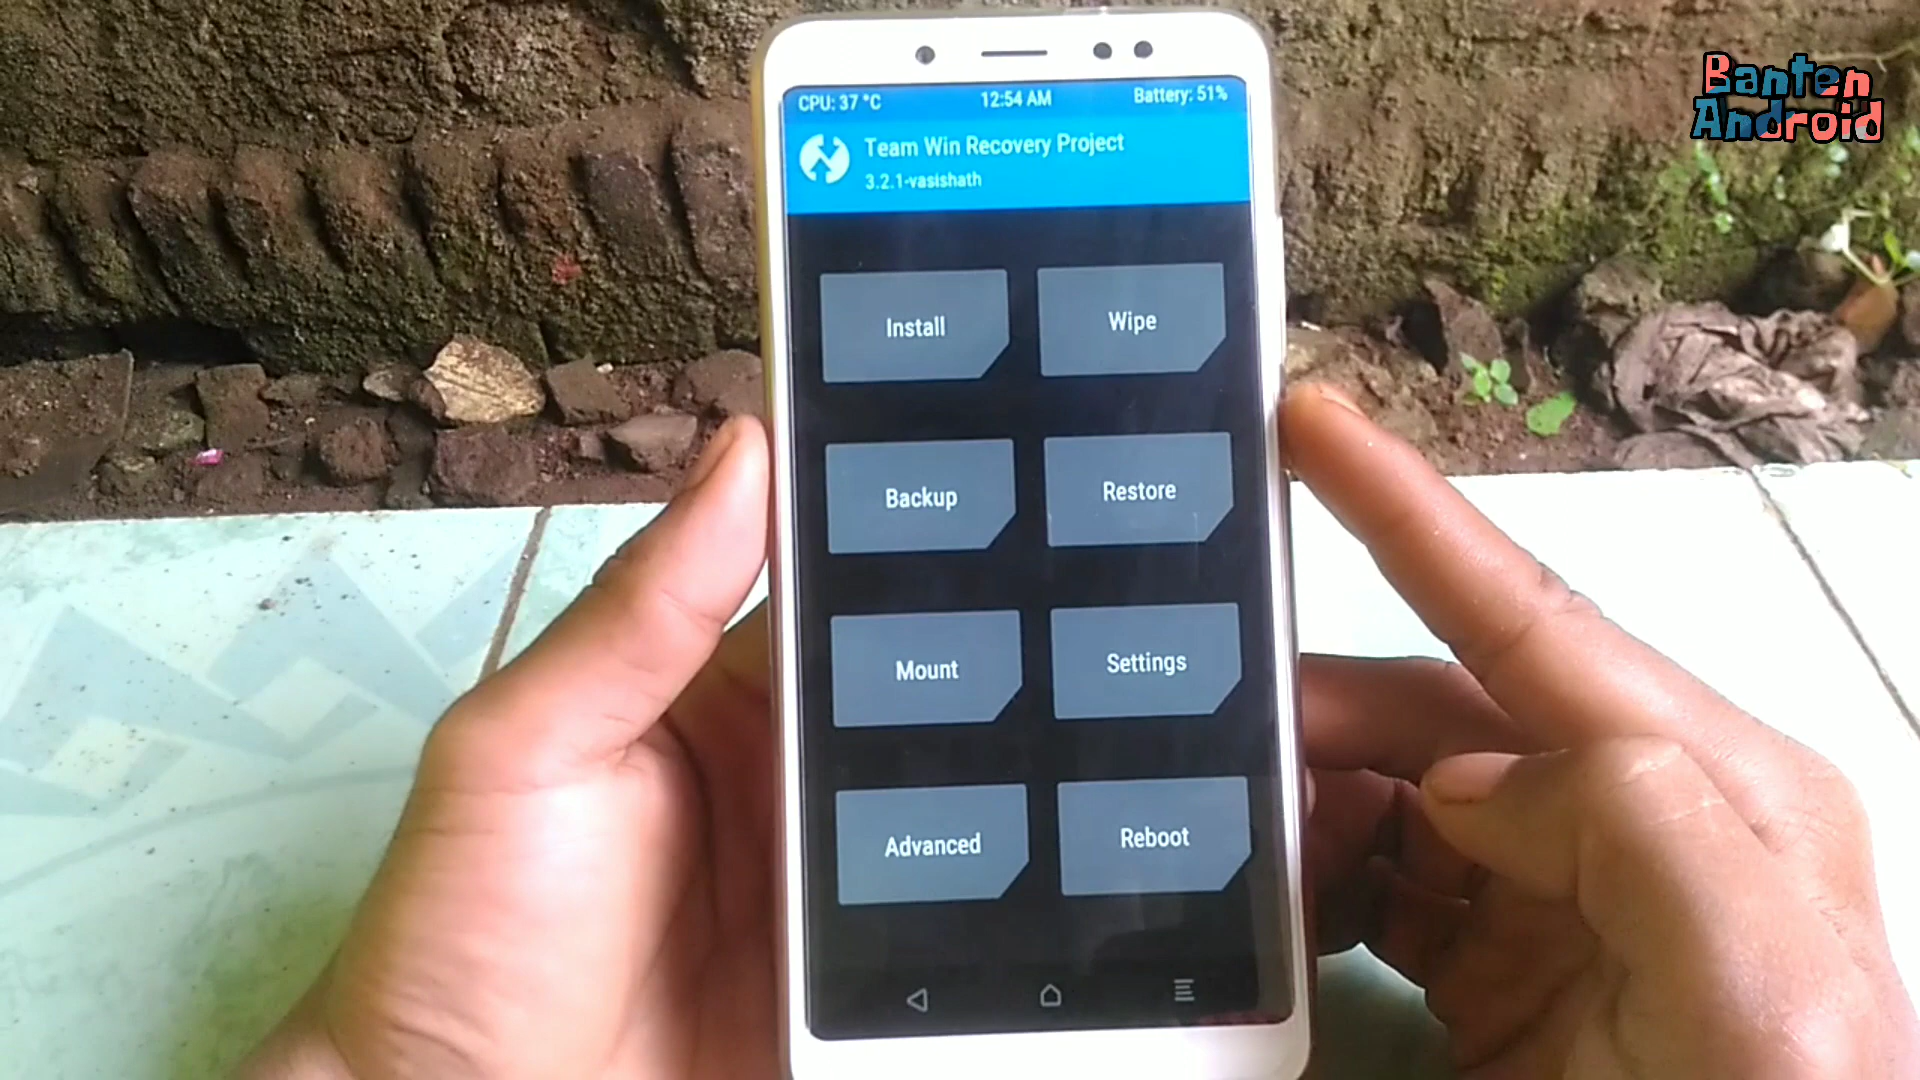 Banten
Android
CPU: 37 °C 12:54 AM Battery: 51%
Team Win Recovery Project
3.2.1-vasishath
Install Wipe
Backup Restore
Mount Settings
Advanced Reboot